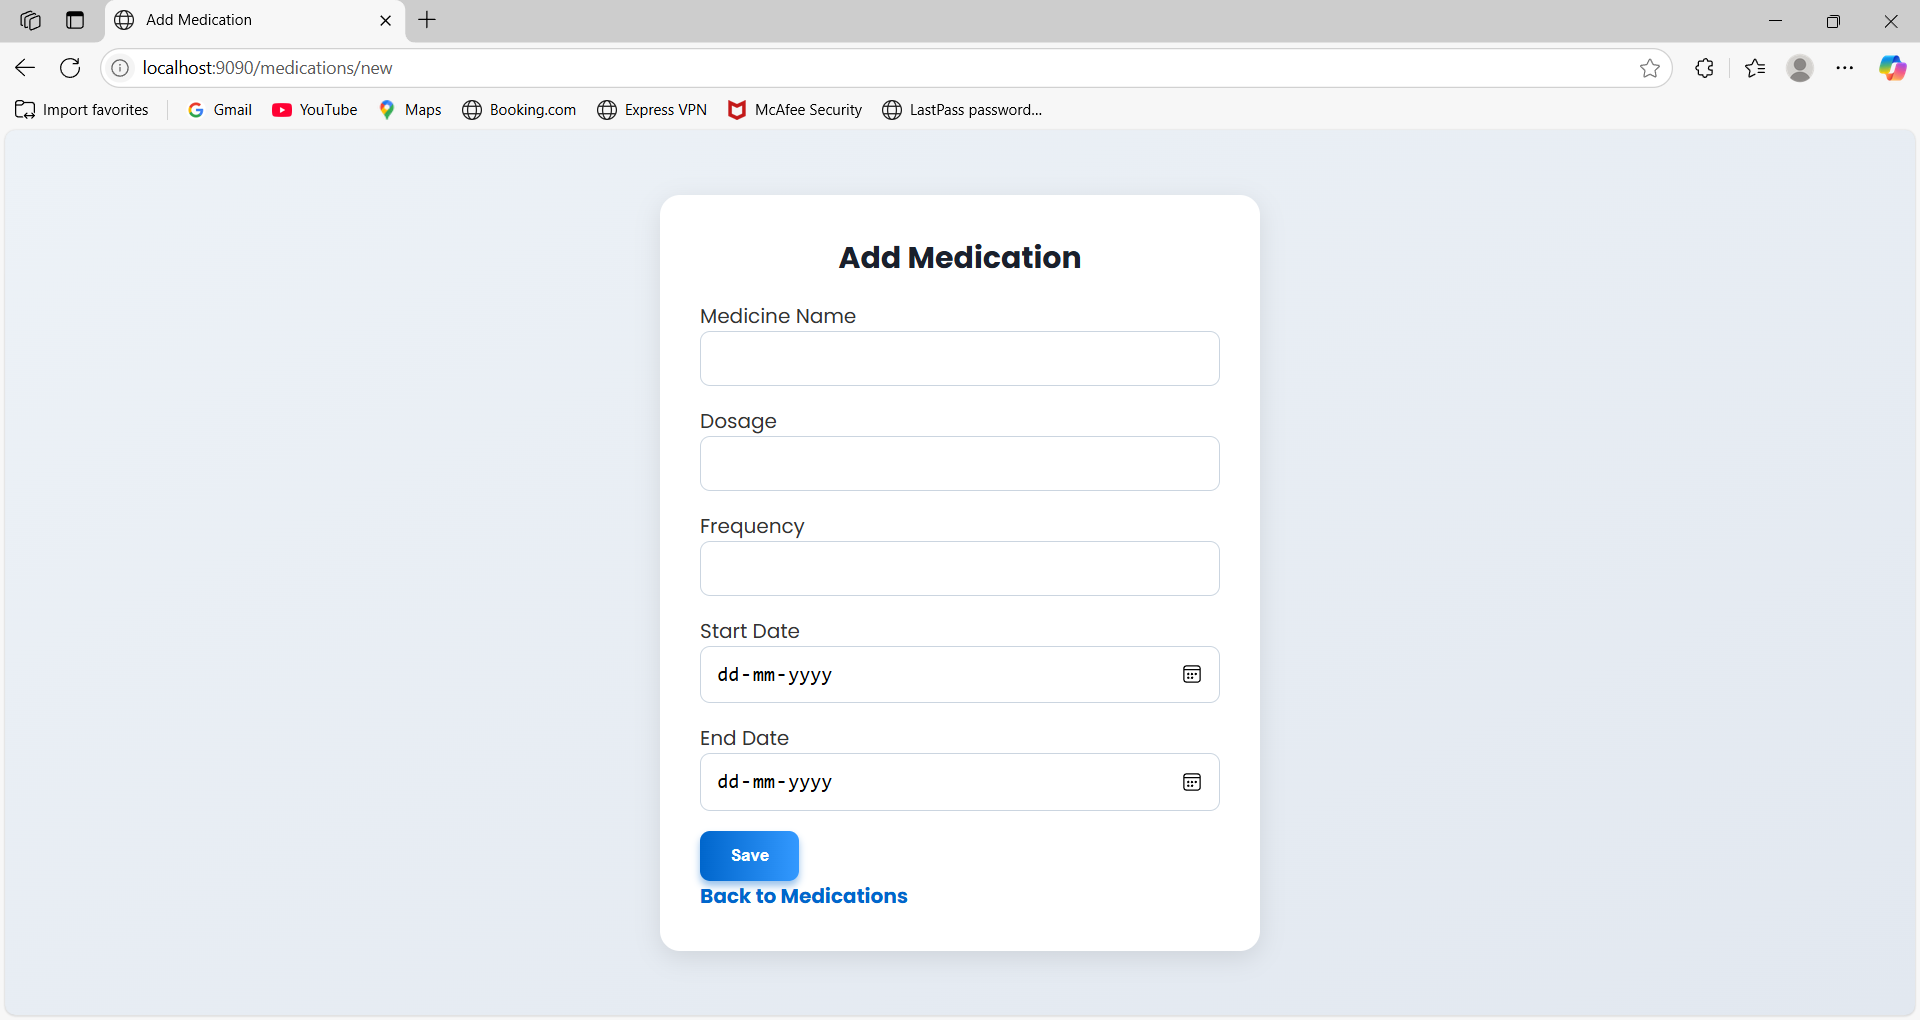 Add Medication
localhost:9090/medications/new
Import favorites
Gmail
YouTube
Maps
Booking.com
Express VPN
McAfee Security
LastPass password...
Add Medication
Medicine Name
Dosage
Frequency
Start Date
dd-mm-yyyy
End Date
dd-mm-yyyy
Save
Back to Medications